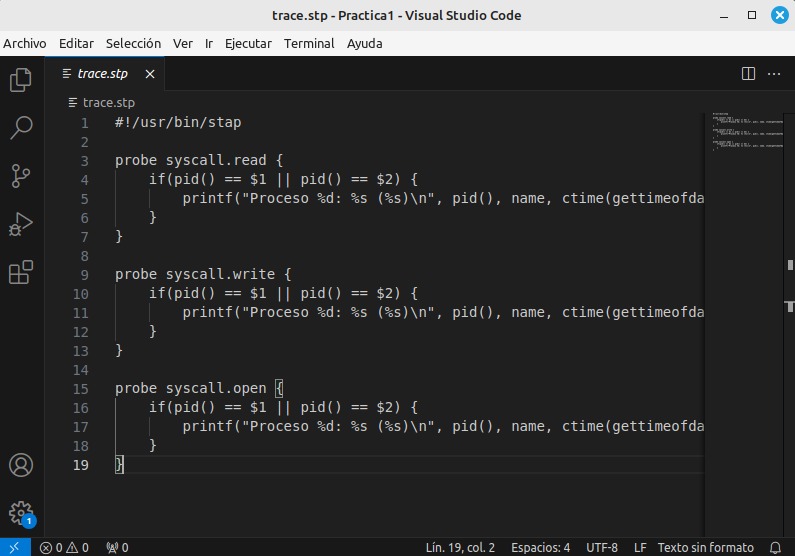 trace.stp - Practica1 - Visual Studio Code
Archivo Editar Selección Ver Ir Ejecutar Terminal Ayuda
trace.stp
trace.stp
1 #!/usr/bin/stap
2
3 probe syscall.read {
4 if(pid() == $1 || pid() == $2) {
5 printf("Proceso %d: %s (%s)\n", pid(), name, ctime(gettimeofda
6 }
7 }
8
9 probe syscall.write {
10 if(pid() == $1 || pid() == $2) {
11 printf("Proceso %d: %s (%s)\n", pid(), name, ctime(gettimeofda
12 }
13 }
14
15 probe syscall.open {
16 if(pid() == $1 || pid() == $2) {
17 printf("Proceso %d: %s (%s)\n", pid(), name, ctime(gettimeofda
18 }
19 }
1
0 0 0 Lín. 19, col. 2 Espacios: 4 UTF-8 LF Texto sin formato